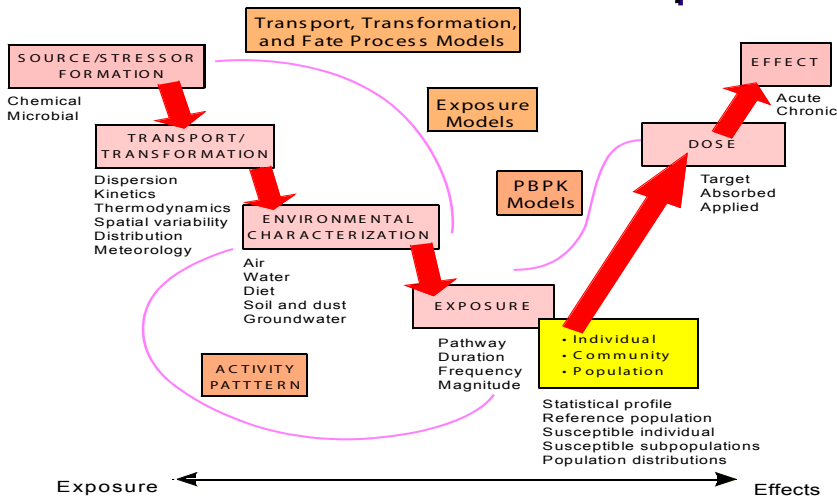 Transport, Transformation,
and Fate Process Models
SOURCE/STRESSOR
FORMATION
Chemical
Microbial
EFFECT
Acute
Chronic
Exposure
Models
TRANSPORT/
TRANSFORMATION
Dispersion
Kinetics
Thermodynamics
Spatial variability
Distribution
Meteorology
DOSE
Target
Absorbed
Applied
PBPK
Models
ENVIRONMENTAL
CHARACTERIZATION
Air
Water
Diet
Soil and dust
Groundwater
EXPOSURE
Pathway
Duration
Frequency
Magnitude
• Individual
• Community
• Population
Statistical profile
Reference population
Susceptible individual
Susceptible subpopulations
Population distributions
ACTIVITY
PATTTERN
Exposure
Effects